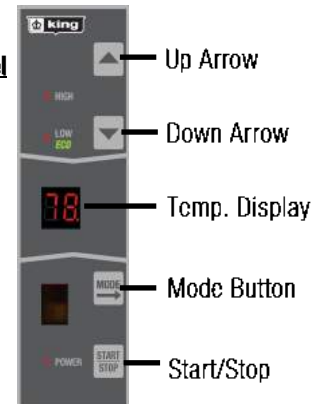 king
Up Arrow
HIGH
LOW
ECO
Down Arrow
78.
Temp. Display
MODE
Mode Button
POWER
START
STOP
Start/Stop